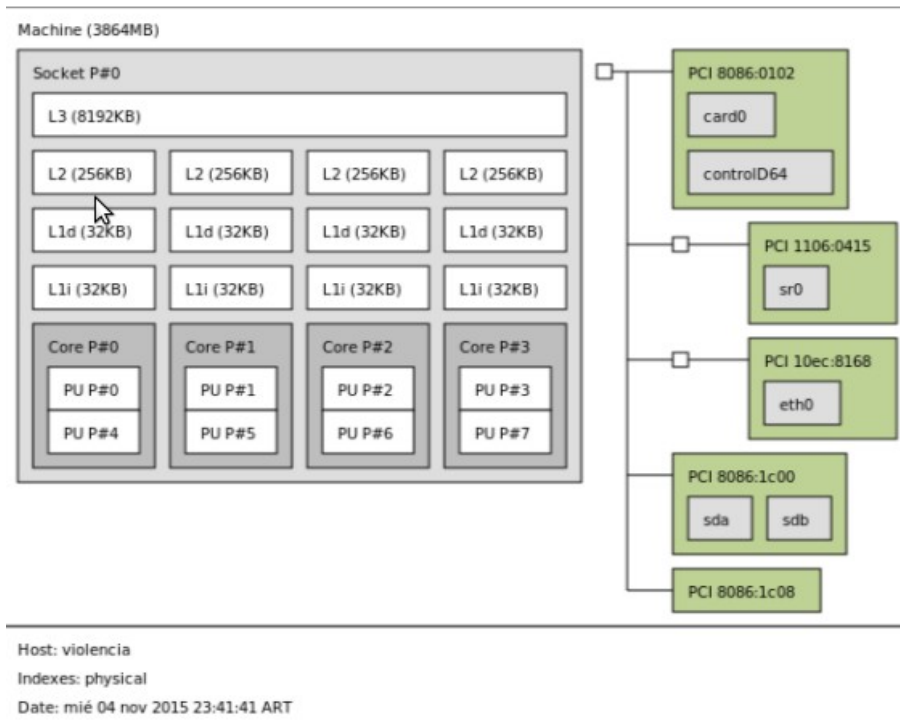 Machine (3864MB)
Socket P#0
L3 (8192KB)
L2 (256KB) L2 (256KB) L2 (256KB) L2 (256KB)
L1d (32KB) L1d (32KB) L1d (32KB) L1d (32KB)
L1i (32KB) L1i (32KB) L1i (32KB) L1i (32KB)
Core P#0 Core P#1 Core P#2 Core P#3
PU P#0 PU P#1 PU P#2 PU P#3
PU P#4 PU P#5 PU P#6 PU P#7
PCI 8086:0102
card0
controlD64
PCI 1106:0415
sr0
PCI 10ec:8168
eth0
PCI 8086:1c00
sda sdb
PCI 8086:1c08
Host: violencia
Indexes: physical
Date: mié 04 nov 2015 23:41:41 ART